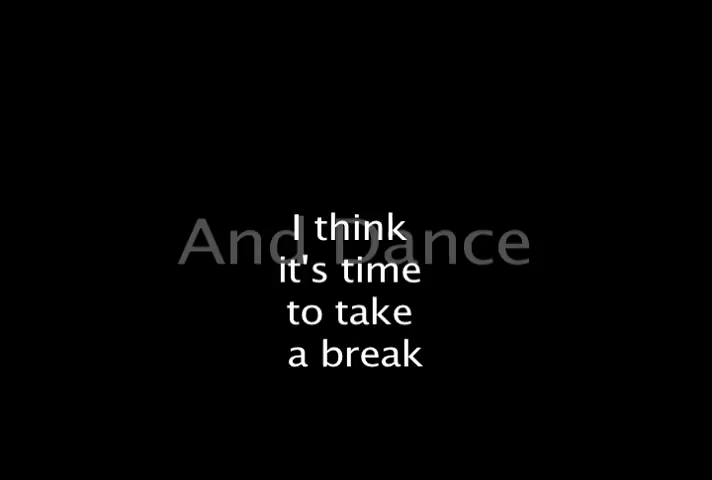 And Dance
I think
it's time
to take
a break